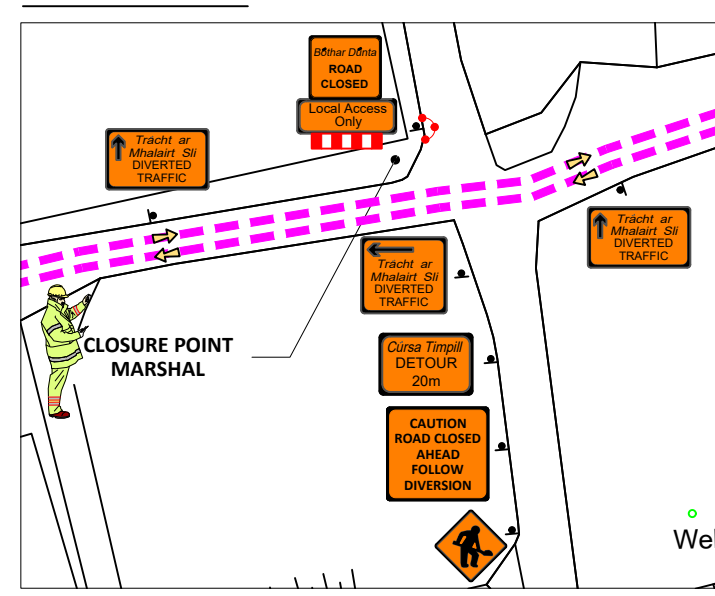 Bóthar Dúnta
ROAD
CLOSED
Local Access
Only
Trácht ar
Mhalairt Slí
DIVERTED
TRAFFIC
Trácht ar
Mhalairt Slí
DIVERTED
TRAFFIC
Trácht ar
Mhalairt Slí
DIVERTED
TRAFFIC
CLOSURE POINT
MARSHAL
Cúrsa Timpill
DETOUR
20m
CAUTION
ROAD CLOSED
AHEAD
FOLLOW
DIVERSION